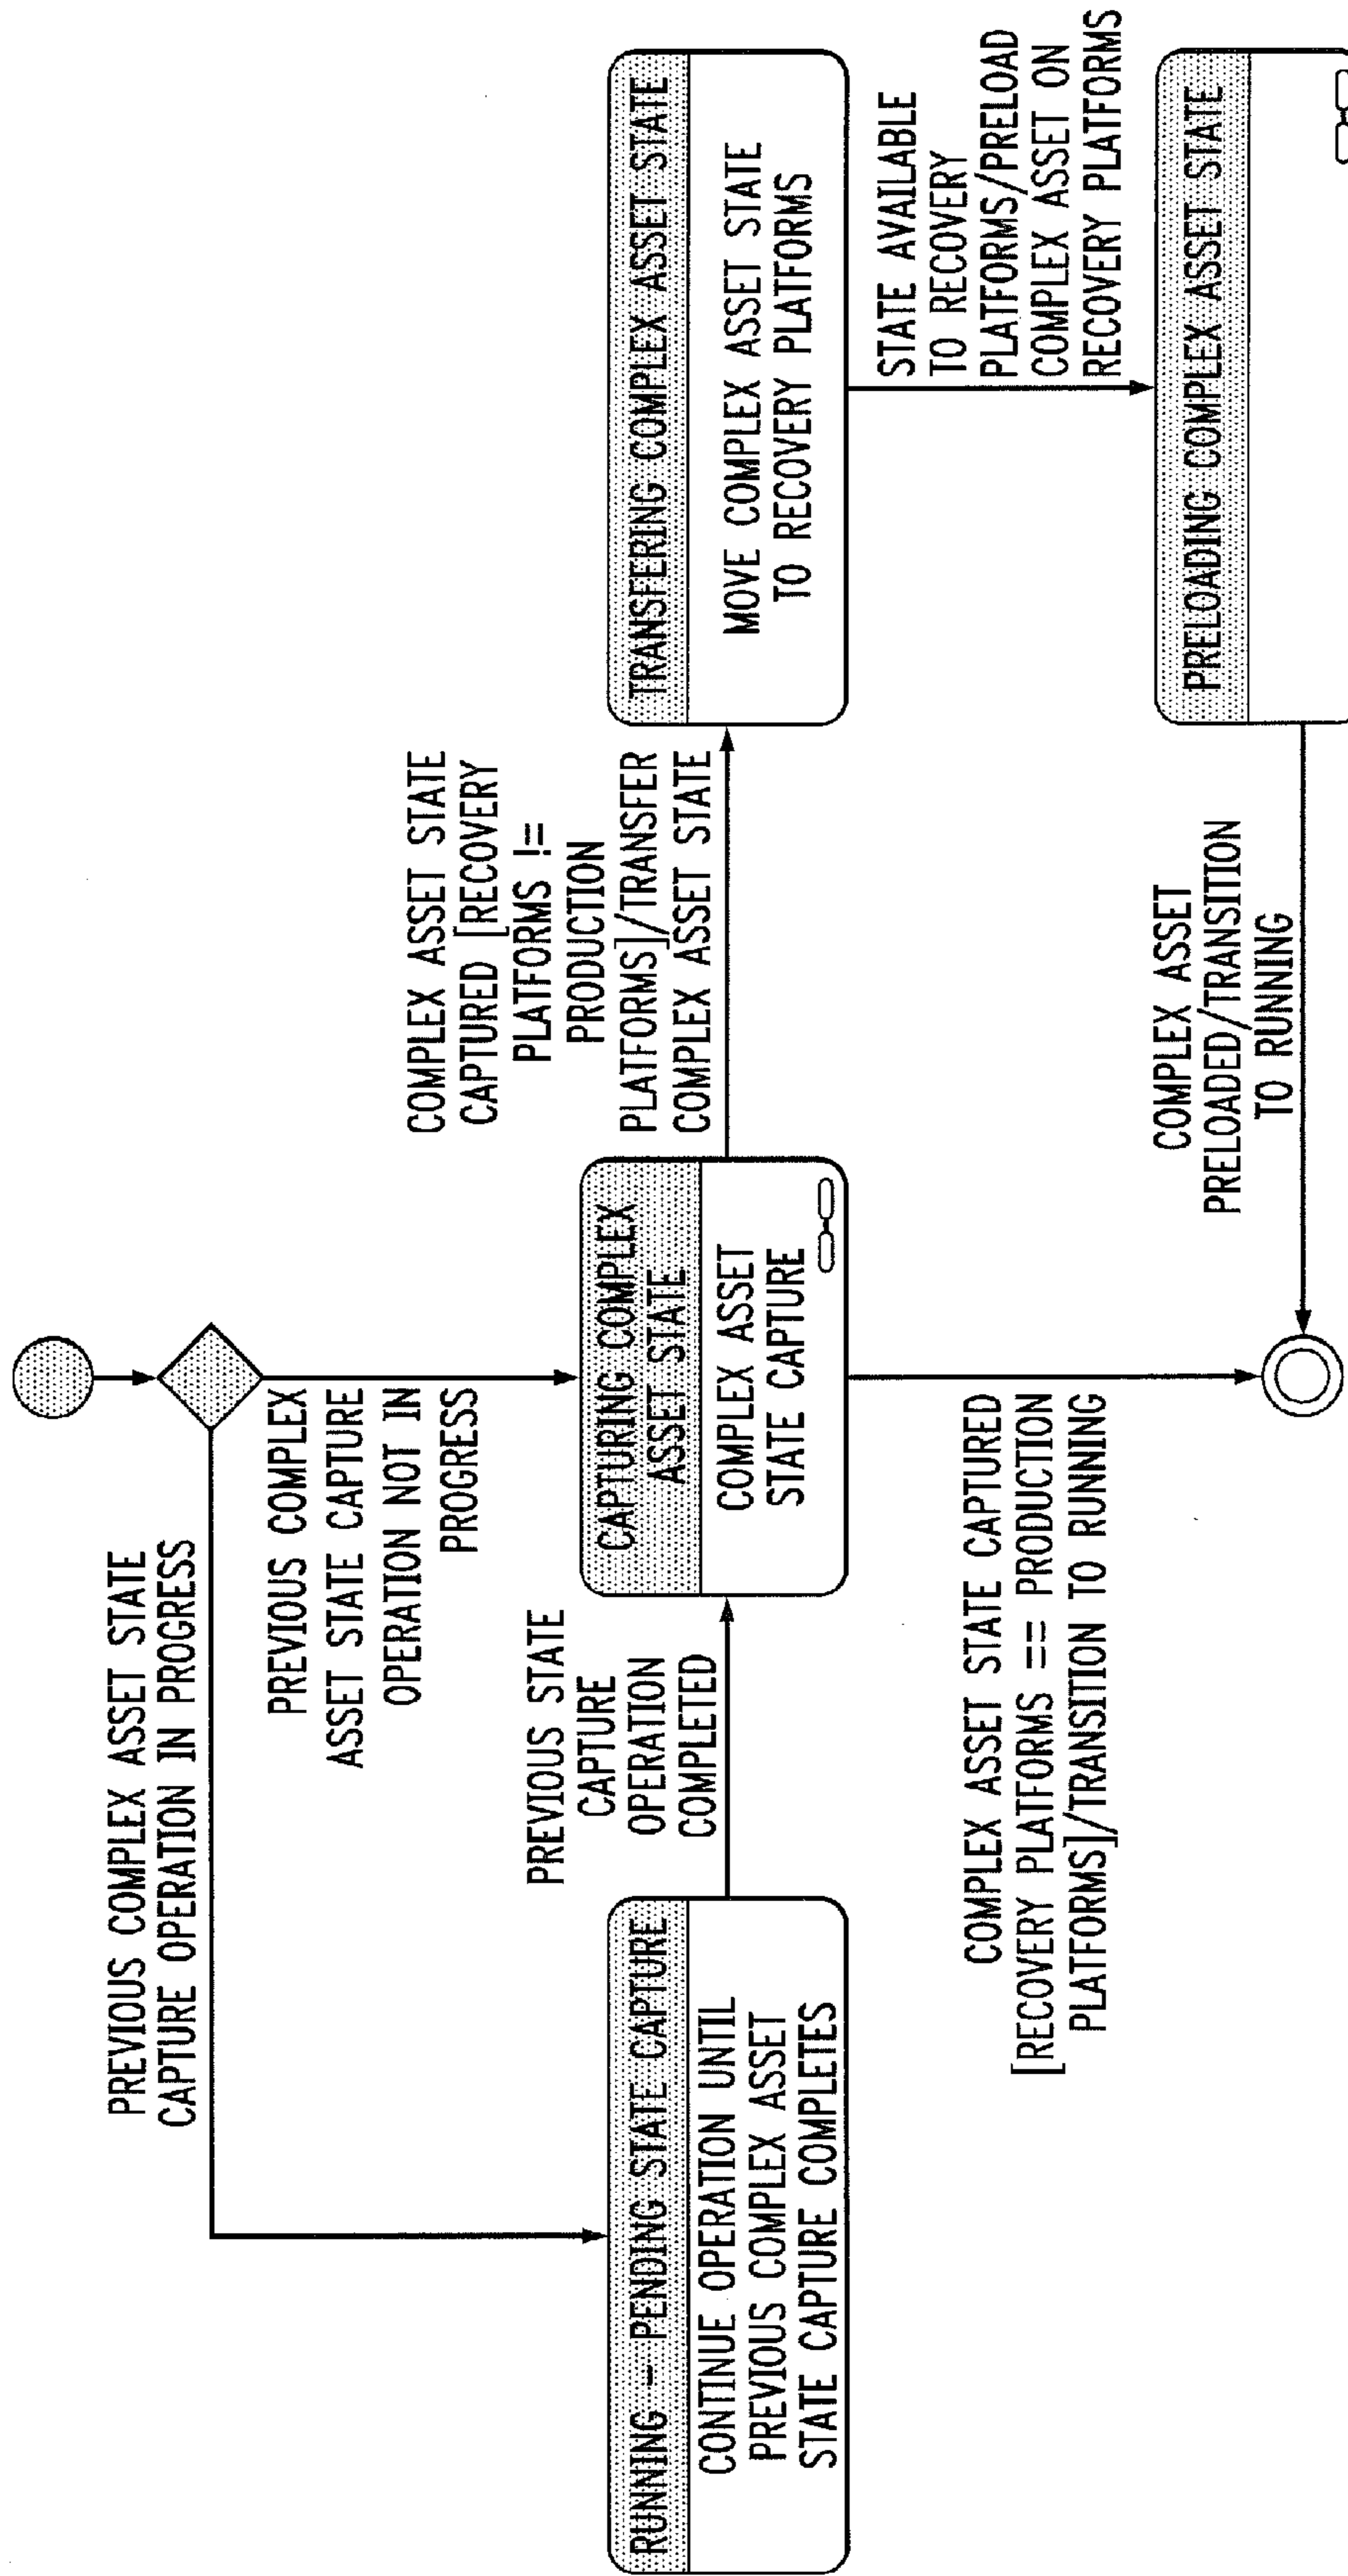 PREVIOUS COMPLEX ASSET STATE
CAPTURE OPERATION IN PROGRESS
PREVIOUS COMPLEX
ASSET STATE CAPTURE
OPERATION NOT IN
PROGRESS
RUNNING - PENDING STATE CAPTURE
CONTINUE OPERATION UNTIL
PREVIOUS COMPLEX ASSET
STATE CAPTURE COMPLETES
PREVIOUS STATE
CAPTURE
OPERATION
COMPLETED
CAPTURING COMPLEX
ASSET STATE
COMPLEX ASSET
STATE CAPTURE
COMPLEX ASSET STATE
CAPTURED [RECOVERY
PLATFORMS !=
PRODUCTION
PLATFORMS]/TRANSFER
COMPLEX ASSET STATE
TRANSFERING COMPLEX ASSET STATE
MOVE COMPLEX ASSET STATE
TO RECOVERY PLATFORMS
STATE AVAILABLE
TO RECOVERY
PLATFORMS/PRELOAD
COMPLEX ASSET ON
RECOVERY PLATFORMS
COMPLEX ASSET STATE CAPTURED
[RECOVERY PLATFORMS == PRODUCTION
PLATFORMS]/TRANSITION TO RUNNING
COMPLEX ASSET
PRELOADED/TRANSITION
TO RUNNING
PRELOADING COMPLEX ASSET STATE